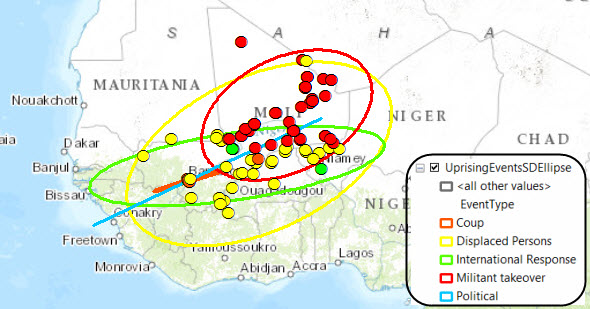 S A H A
MAURITANIA
Nouakchott
MALI
NIGER
CHAD
Dakar
Banjul
Bissau
Niamey
Ouagadougou
Conakry
Freetown
Yamoussoukro
Monrovia
Abidjan
Accra
Lagos
NIGE
UprisingEventsSDEllipse
<all other values>
EventType
Coup
Displaced Persons
International Response
Militant takeover
Political